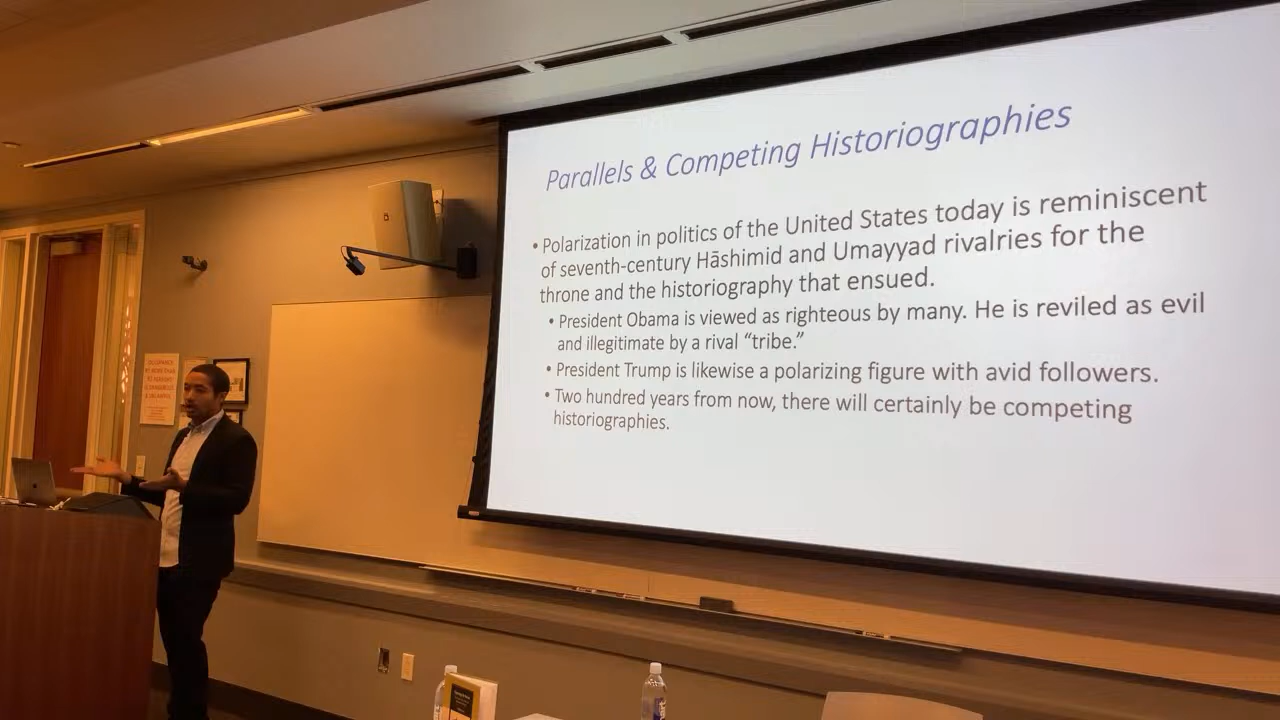 Parallels & Competing Historiographies
• Polarization in politics of the United States today is reminiscent
of seventh-century Hāshimid and Umayyad rivalries for the
throne and the historiography that ensued.
• President Obama is viewed as righteous by many. He is reviled as evil
and illegitimate by a rival “tribe.”
• President Trump is likewise a polarizing figure with avid followers.
• Two hundred years from now, there will certainly be competing
historiographies.